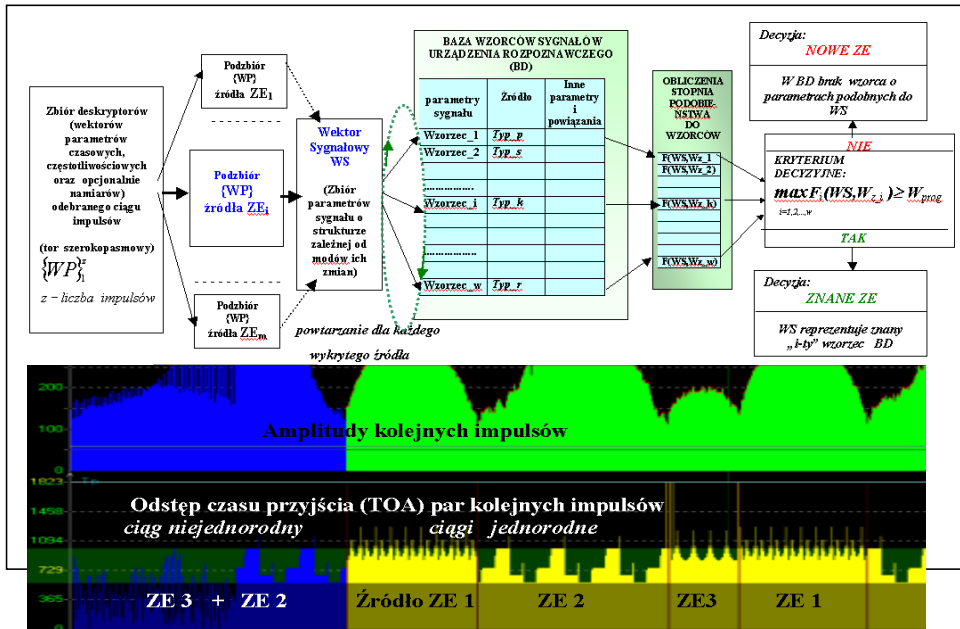 Zbiór deskryptorów
(wektorów
parametrów
czasowych,
częstotliwościowych
oraz opcjonalnie
namiarów)
odebranego ciągu
impulsów
(tor szerokopasmowy)
{WP}₁ᶻ
z – liczba impulsów
Podzbiór
{WP}
źródła ZE₁
Podzbiór
{WP}
źródła ZEᵢ
Podzbiór
{WP}
źródła ZEₘ
Wektor
Sygnałowy
WS
(Zbiór
parametrów
sygnału o
strukturze
zależnej od
modów ich
zmian)
powtarzanie dla każdego
wykrytego źródła
BAZA WZORCÓW SYGNAŁÓW
URZĄDZENIA ROZPOZNAWCZEGO
(BD)
parametry sygnału Źródło Inne parametry i powiązania
Wzorzec_1 Typ_p
Wzorzec_2 Typ_s
................
Wzorzec_i Typ_k
................
Wzorzec_w Typ_r
OBLICZENIA
STOPNIA
PODOBIE-
ŃSTWA
DO
WZORCÓW
F(WS,Wz_1
F(WS,Wz_2)
F(WS,Wz_k)
F(WS,Wz_w)
Decyzja:
NOWE ZE
W BD brak wzorca o
parametrach podobnych do
WS
NIE
KRYTERIUM
DECYZYJNE:
max Fᵢ(WS,W_z_i) ≥ W_prog
i=1,2,..,w
TAK
Decyzja:
ZNANE ZE
WS reprezentuje znany
„i-ty” wzorzec BD
200
100
0
Amplitudy kolejnych impulsów
1823
1458
1094
729
365
0
Odstęp czasu przyjścia (TOA) par kolejnych impulsów
ciąg niejednorodny ciągi jednorodne
ZE 3 + ZE 2 Źródło ZE 1 ZE 2 ZE3 ZE 1